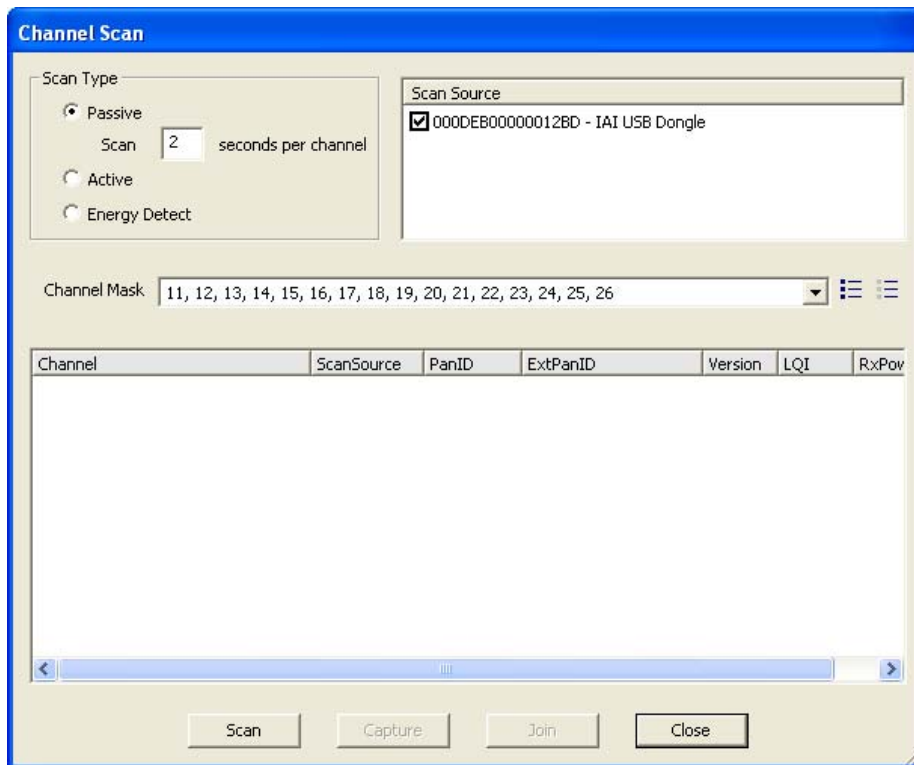 Channel Scan
Scan Type
Passive
Scan 2 seconds per channel
Active
Energy Detect
Scan Source
000DEB00000012BD - IAI USB Dongle
Channel Mask 11, 12, 13, 14, 15, 16, 17, 18, 19, 20, 21, 22, 23, 24, 25, 26
Channel ScanSource PanID ExtPanID Version LQI RxPow
Scan Capture Join Close